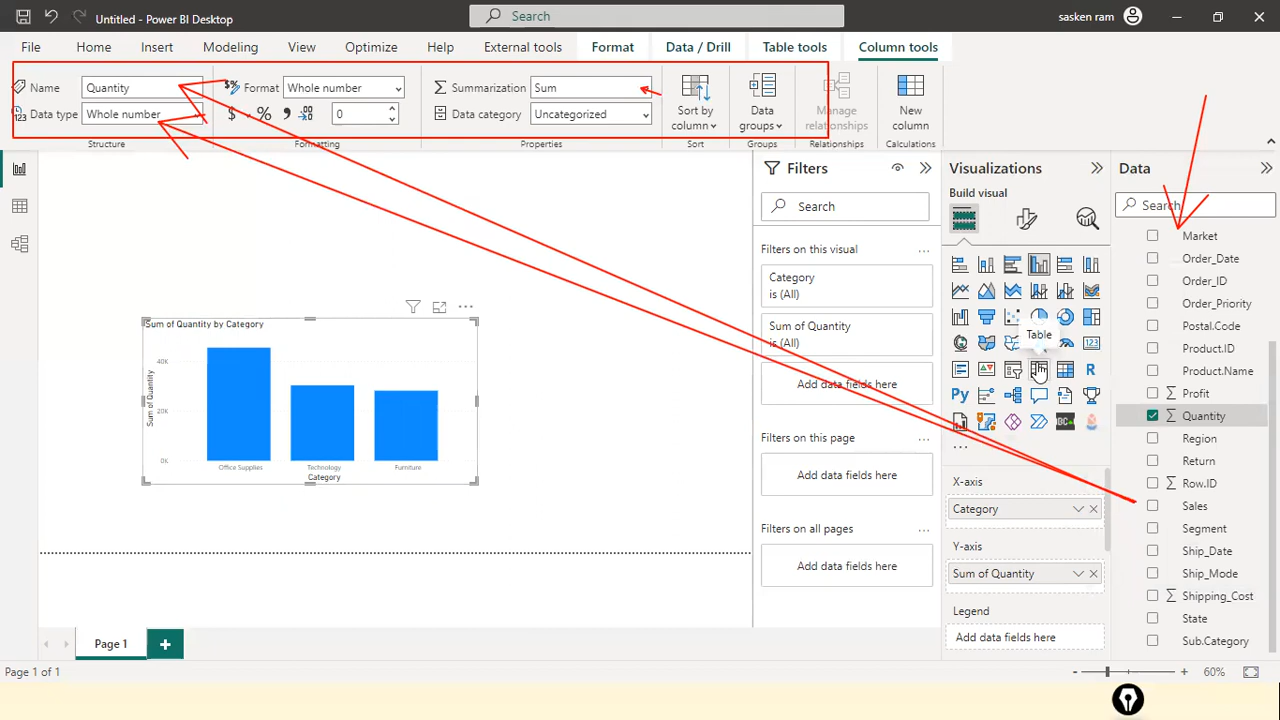 Untitled - Power BI Desktop
Search
sasken ram
File
Home
Insert
Modeling
View
Optimize
Help
External tools
Format
Data / Drill
Table tools
Column tools
Name
Quantity
Data type
Whole number
Structure
$% Format
Whole number
$
%
0
Formatting
Summarization
Sum
Data category
Uncategorized
Properties
Sort by
column
Sort
Data
groups
Groups
Manage
relationships
Relationships
New
column
Calculations
Sum of Quantity by Category
Sum of Quantity
40K
20K
0K
Office Supplies
Technology
Furniture
Category
Filters
Search
Filters on this visual
...
Category
is (All)
Sum of Quantity
is (All)
Add data fields here
Filters on this page
...
Add data fields here
Filters on all pages
...
Add data fields here
Visualizations
Build visual
Table
123
R
Py
...
X-axis
Category
Y-axis
Sum of Quantity
Legend
Add data fields here
Data
Search
Market
Order_Date
Order_ID
Order_Priority
Postal.Code
Product.ID
Product.Name
Profit
Quantity
Region
Return
Row.ID
Sales
Segment
Ship_Date
Ship_Mode
Shipping_Cost
State
Sub.Category
Page 1
Page 1 of 1
60%